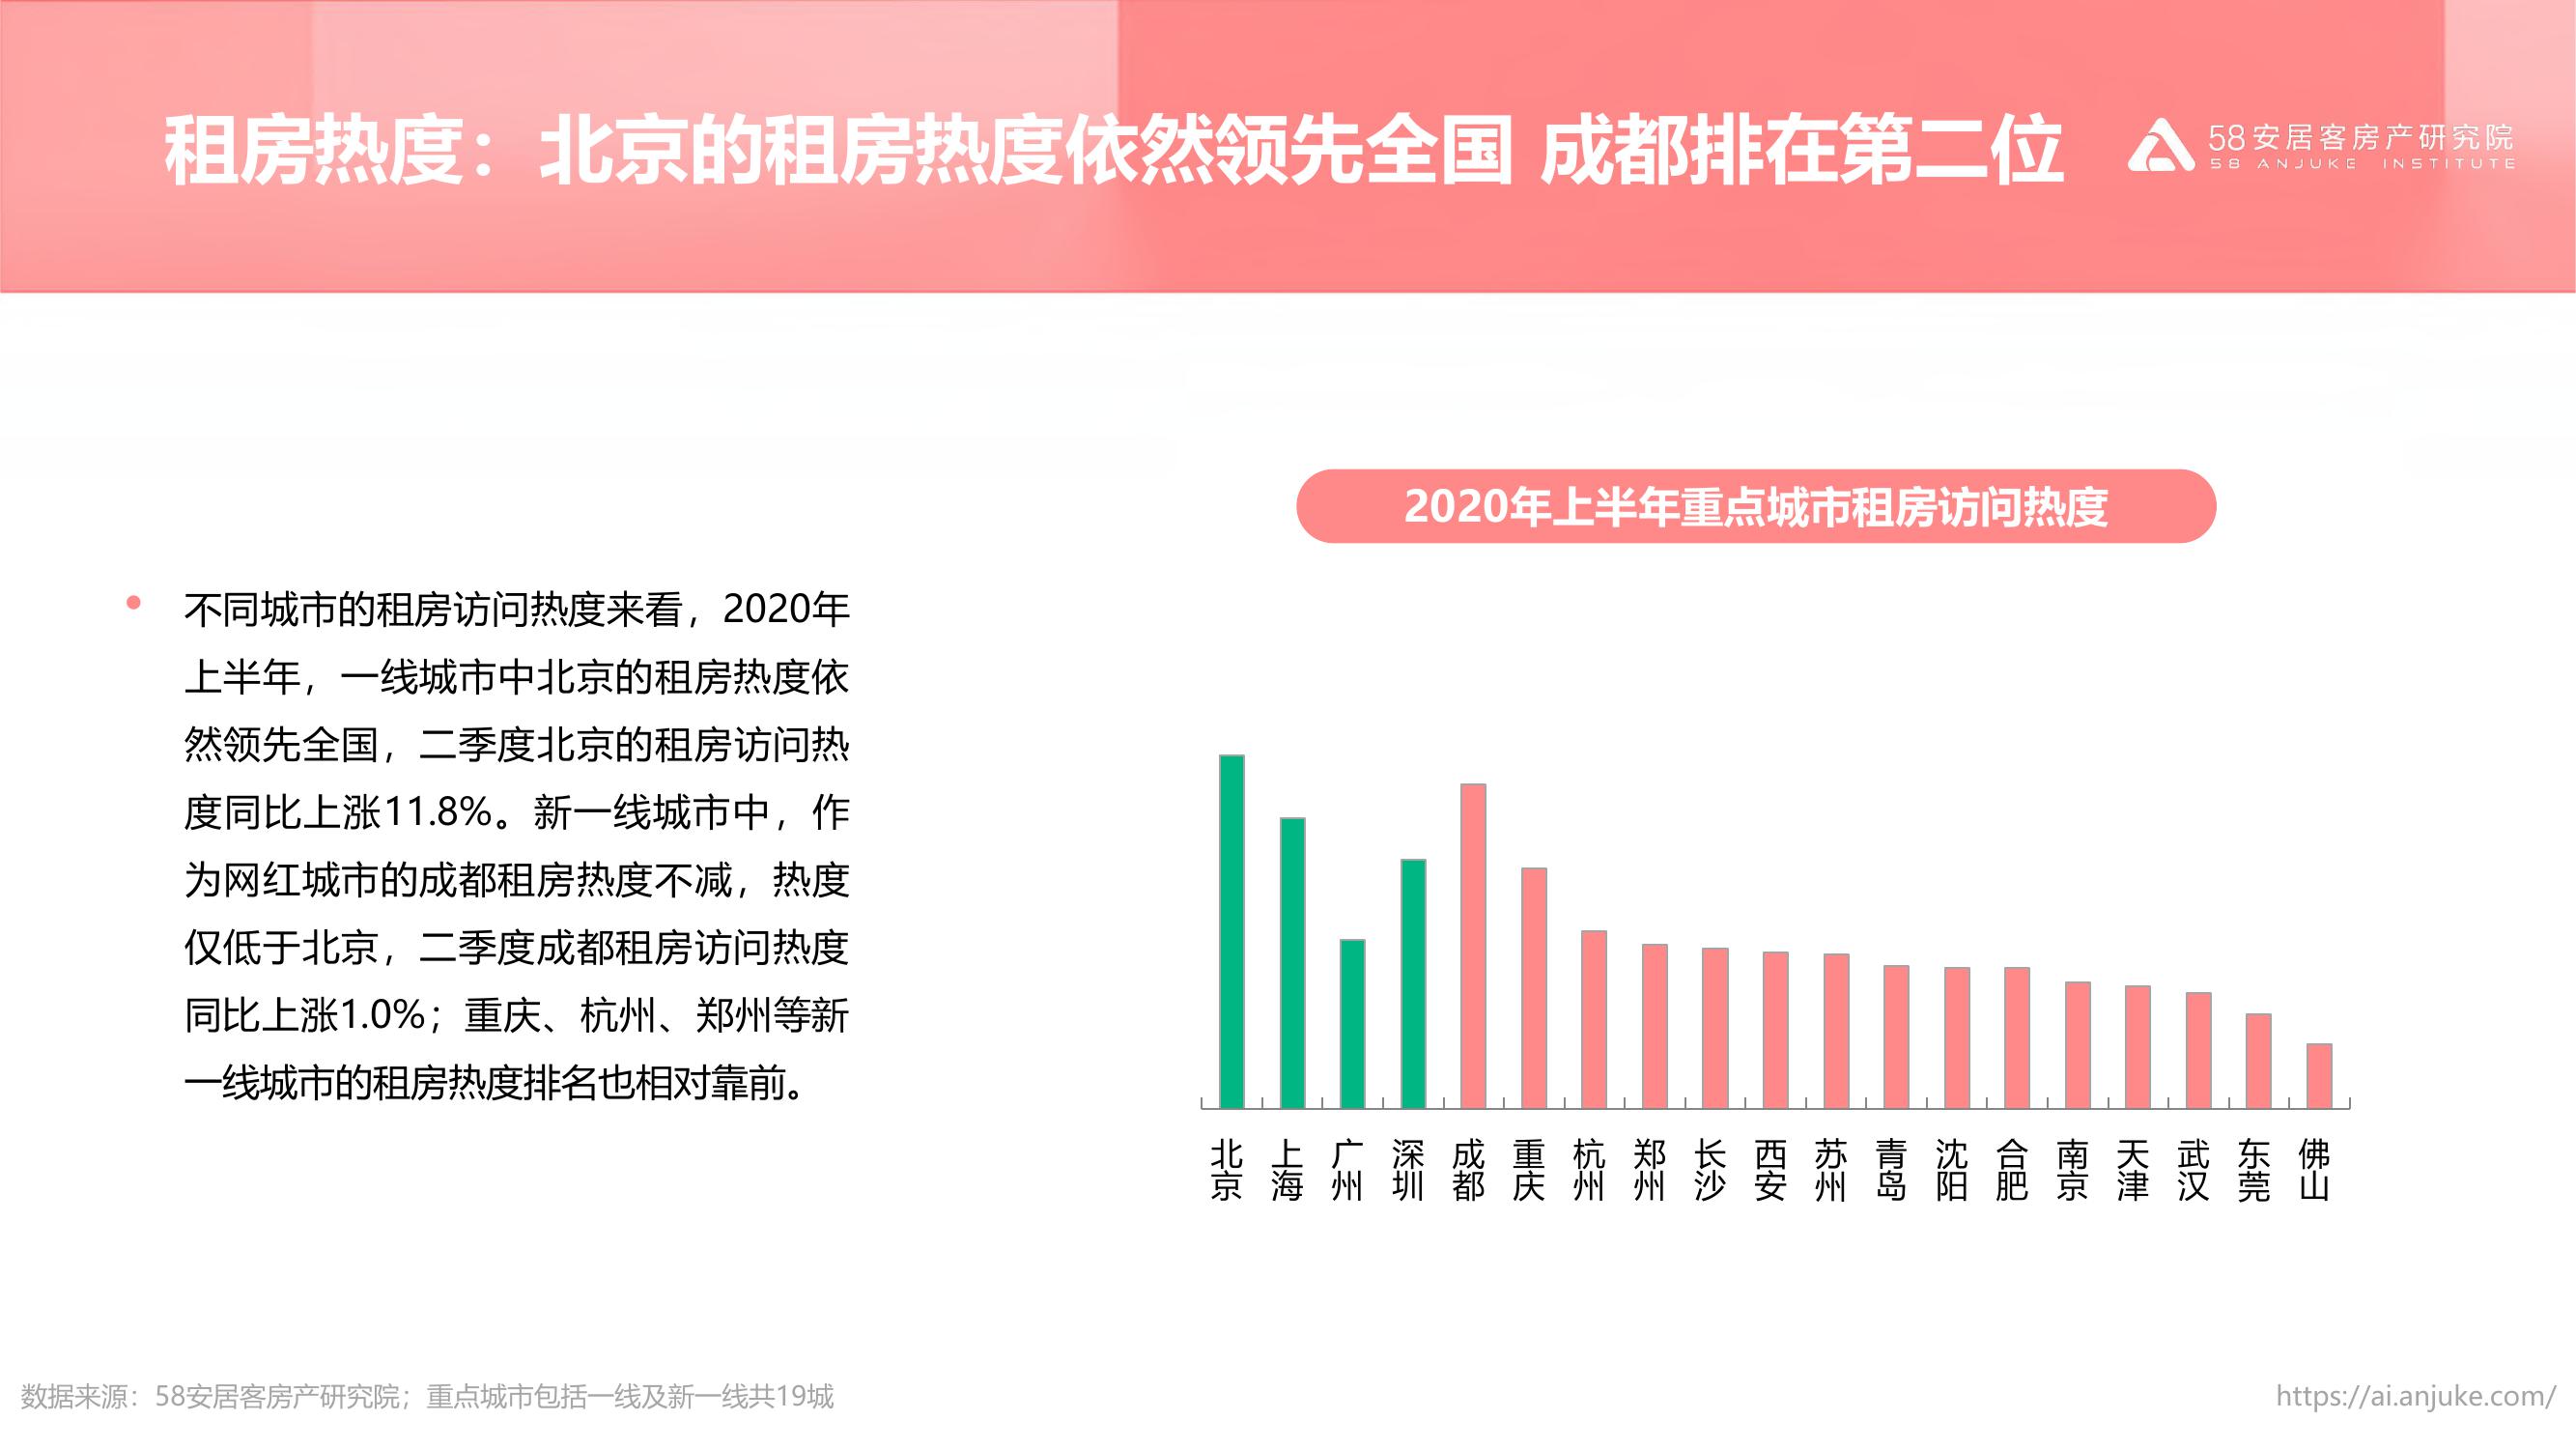 租房热度：北京的租房热度依然领先全国 成都排在第二位
58安居客房产研究院
58 ANJUKE INSTITUTE
2020年上半年重点城市租房访问热度
• 不同城市的租房访问热度来看，2020年
上半年，一线城市中北京的租房热度依
然领先全国，二季度北京的租房访问热
度同比上涨11.8%。新一线城市中，作
为网红城市的成都租房热度不减，热度
仅低于北京，二季度成都租房访问热度
同比上涨1.0%；重庆、杭州、郑州等新
一线城市的租房热度排名也相对靠前。
北京
上海
广州
深圳
成都
重庆
杭州
郑州
长沙
西安
苏州
青岛
沈阳
合肥
南京
天津
武汉
东莞
佛山
数据来源：58安居客房产研究院；重点城市包括一线及新一线共19城
https://ai.anjuke.com/